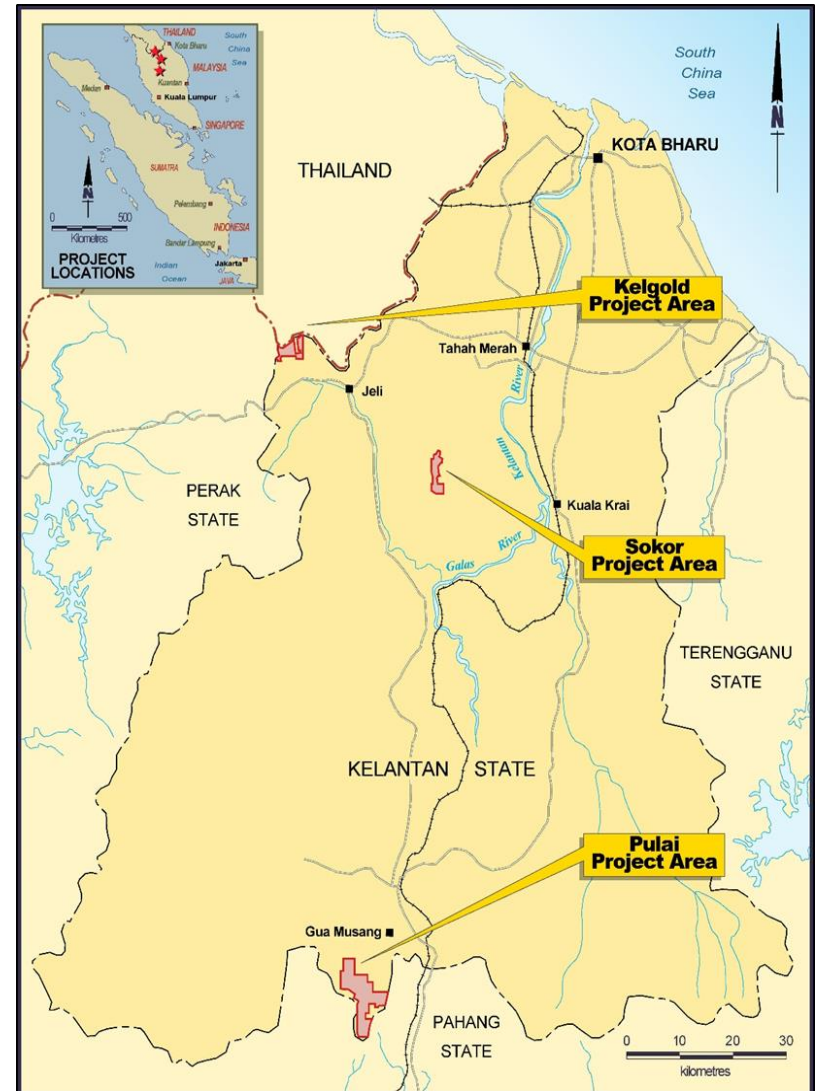 THAILAND
Kota Bharu
South
China
Sea
MALAYSIA
Kuantan
Medan
Kuala Lumpur
SINGAPORE
SUMATRA
N
Palembang
0 500
Kilometres
INDONESIA
Bandar Lampung
PROJECT
LOCATIONS
Indian
Ocean
Jakarta
JAVA
South
China
Sea
N
KOTA BHARU
THAILAND
Kelgold
Project Area
Tahah Merah
River
Jeli
Kelantan
PERAK
STATE
Kuala Krai
Sokor
Project Area
River
Galas
TERENGGANU
STATE
KELANTAN STATE
Pulai
Project Area
Gua Musang
PAHANG
STATE
0 10 20 30
kilometres